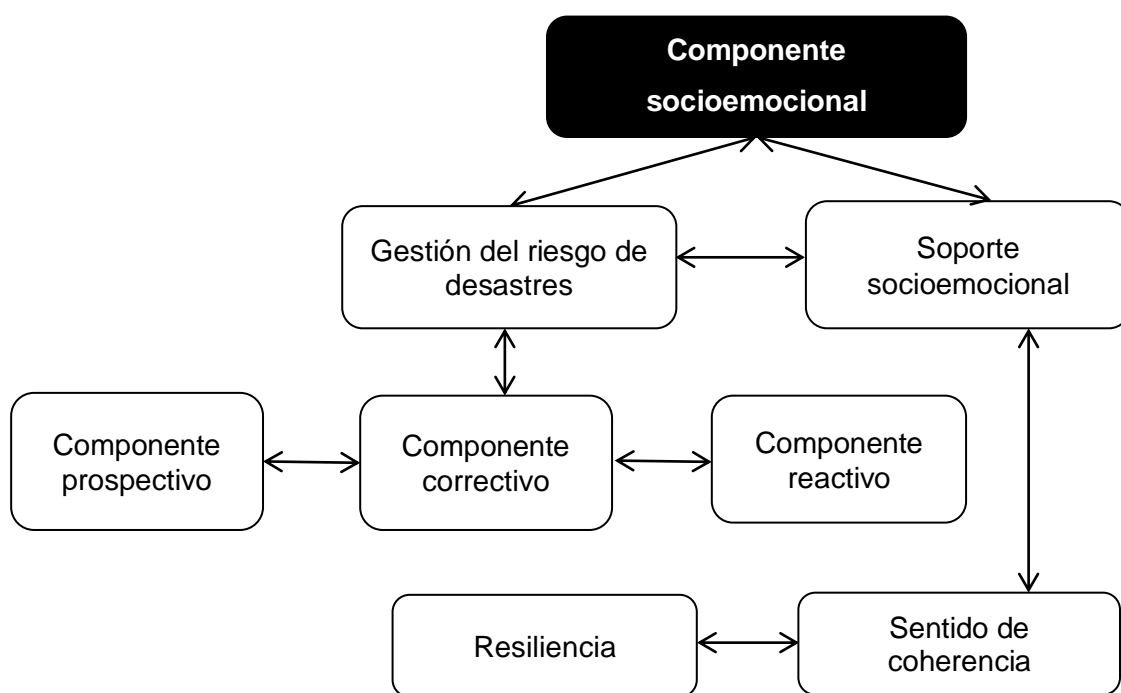 Componente
socioemocional
Gestión del riesgo de
desastres
Soporte
socioemocional
Componente
prospectivo
Componente
correctivo
Componente
reactivo
Resiliencia
Sentido de
coherencia